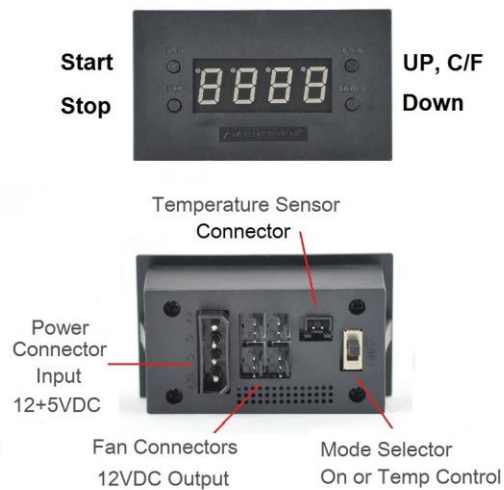 Start
UP, C/F
Stop
Down
8888
Temperature Sensor
Connector
Power
Connector
Input
12+5VDC
Fan Connectors
12VDC Output
Mode Selector
On or Temp Control